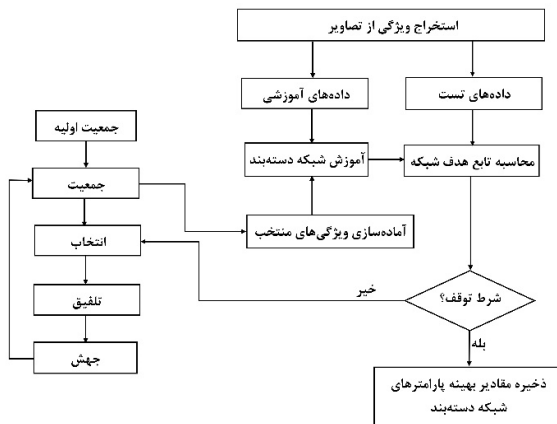 استخراج ویژگی از تصاویر
داده‌های آموزشی
داده‌های تست
جمعیت اولیه
آموزش شبکه دسته‌بند
محاسبه تابع هدف شبکه
جمعیت
آماده‌سازی ویژگی‌های منتخب
انتخاب
خیر
شرط توقف؟
تلفیق
بله
جهش
ذخیره مقادیر بهینه پارامترهای
شبکه دسته‌بند